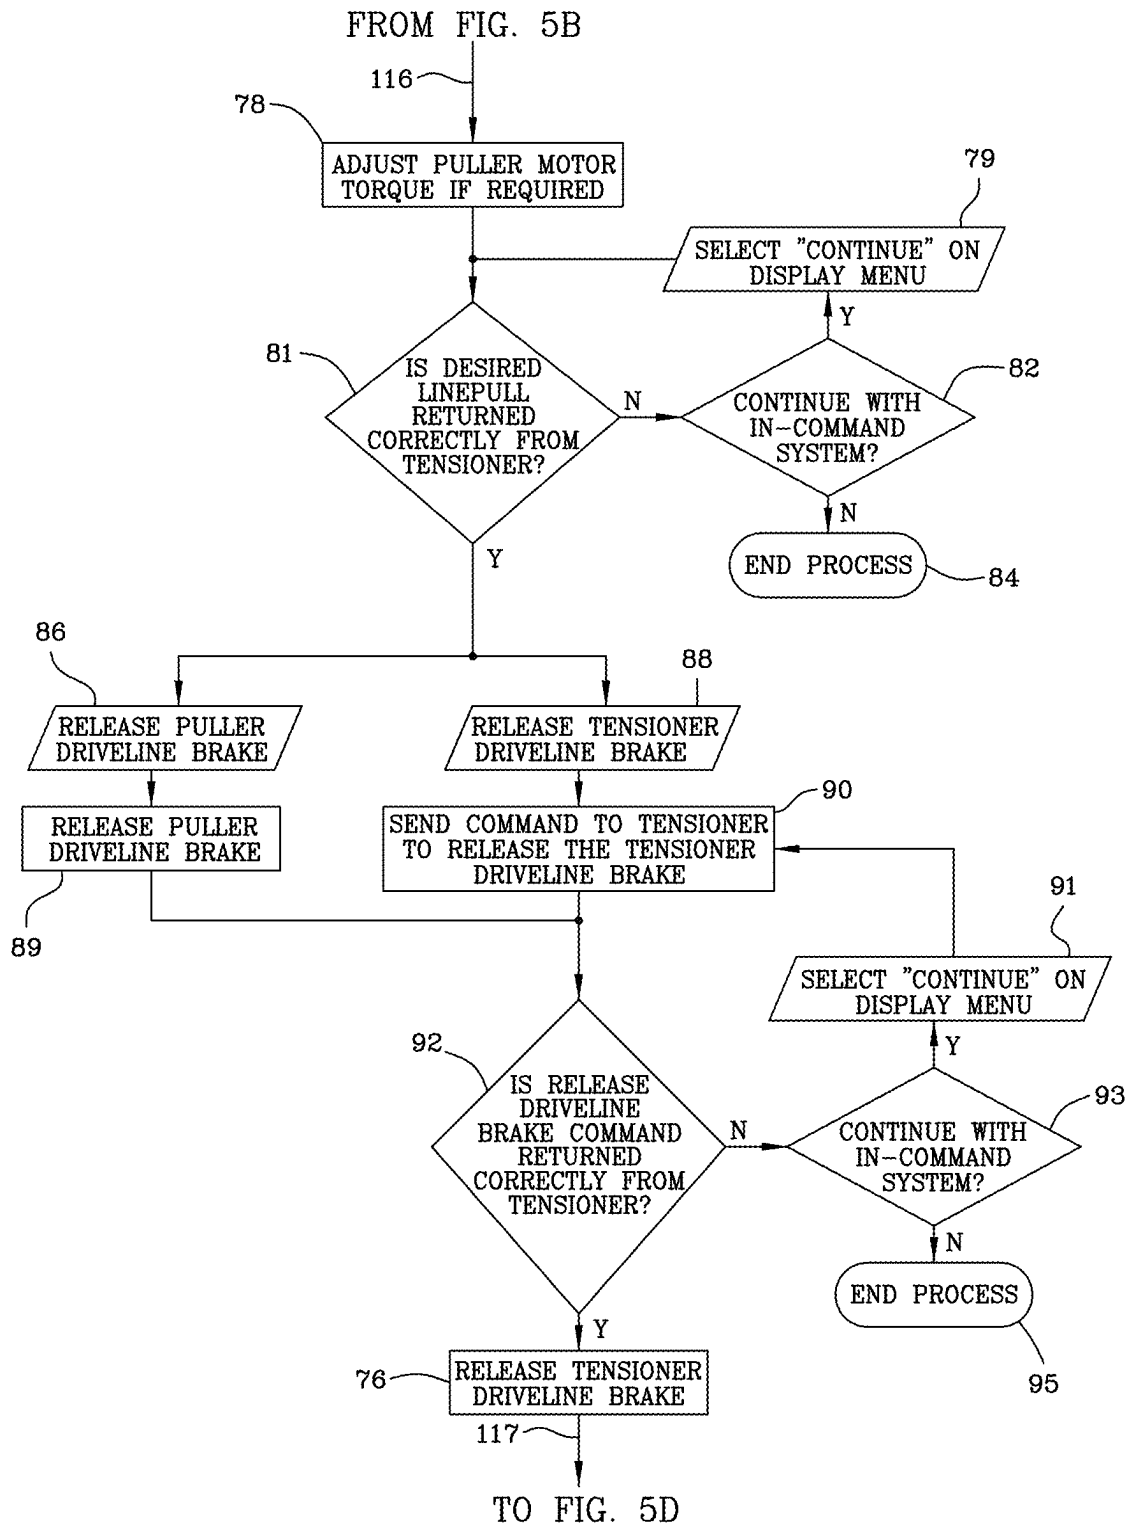 FROM FIG. 5B
116
78
ADJUST PULLER MOTOR
TORQUE IF REQUIRED
79
SELECT "CONTINUE" ON
DISPLAY MENU
Y
81
IS DESIRED
LINEPULL
RETURNED
CORRECTLY FROM
TENSIONER?
N
82
CONTINUE WITH
IN-COMMAND
SYSTEM?
N
Y
END PROCESS
84
86
88
RELEASE PULLER
DRIVELINE BRAKE
RELEASE TENSIONER
DRIVELINE BRAKE
90
RELEASE PULLER
DRIVELINE BRAKE
SEND COMMAND TO TENSIONER
TO RELEASE THE TENSIONER
DRIVELINE BRAKE
89
91
SELECT "CONTINUE" ON
DISPLAY MENU
Y
92
IS RELEASE
DRIVELINE
BRAKE COMMAND
RETURNED
CORRECTLY FROM
TENSIONER?
N
93
CONTINUE WITH
IN-COMMAND
SYSTEM?
N
END PROCESS
95
Y
76
RELEASE TENSIONER
DRIVELINE BRAKE
117
TO FIG. 5D